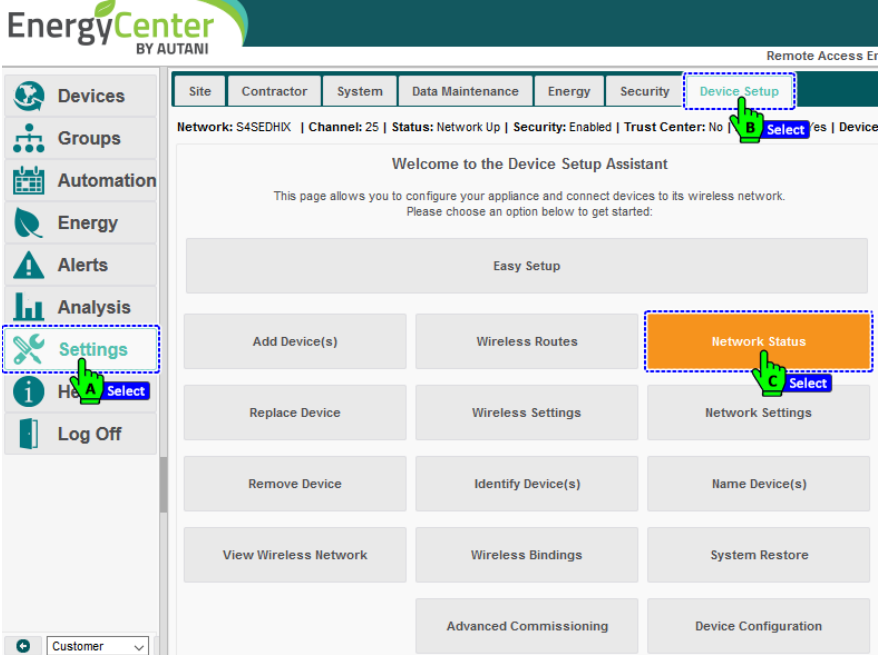 EnergyCenter
BY AUTANI
Remote Access
Devices
Groups
Automation
Energy
Alerts
Analysis
Settings
A Select
Log Off
Customer
Site Contractor System Data Maintenance Energy Security Device Setup
Network: S4SEDHIX | Channel: 25 | Status: Network Up | Security: Enabled | Trust Center: No | | Device
B Select
Welcome to the Device Setup Assistant
This page allows you to configure your appliance and connect devices to its wireless network.
Please choose an option below to get started:
Easy Setup
Add Device(s) Wireless Routes Network Status
C Select
Replace Device Wireless Settings Network Settings
Remove Device Identify Device(s) Name Device(s)
View Wireless Network Wireless Bindings System Restore
Advanced Commissioning Device Configuration